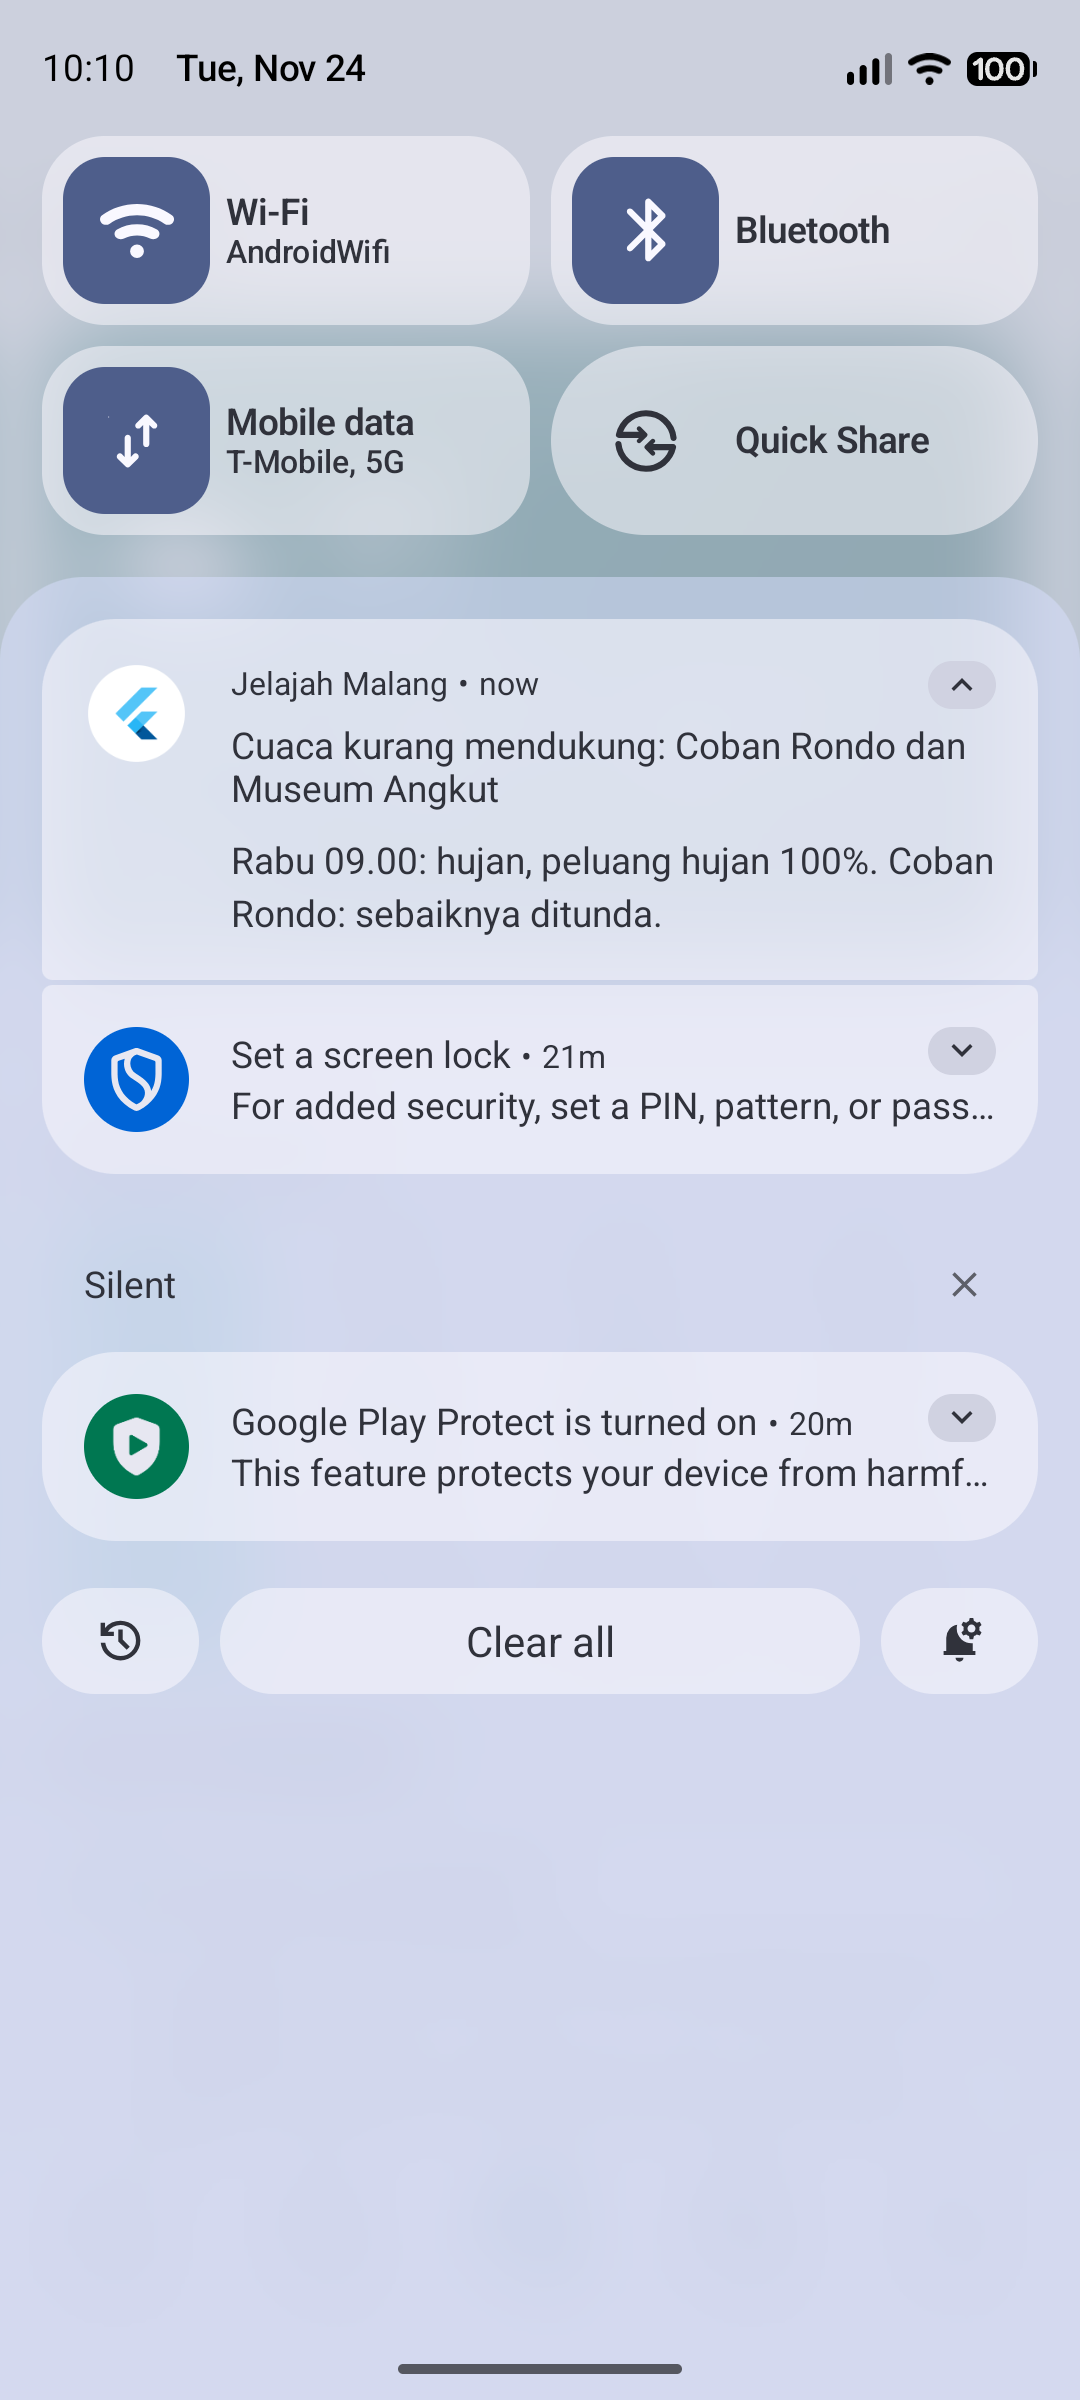 10:10 Tue, Nov 24 100
Wi-Fi
AndroidWifi
Bluetooth
Mobile data
T-Mobile, 5G
Quick Share
Jelajah Malang • now
Cuaca kurang mendukung: Coban Rondo dan
Museum Angkut
Rabu 09.00: hujan, peluang hujan 100%. Coban
Rondo: sebaiknya ditunda.
Set a screen lock • 21m
For added security, set a PIN, pattern, or pass…
Silent
Google Play Protect is turned on • 20m
This feature protects your device from harmf…
Clear all